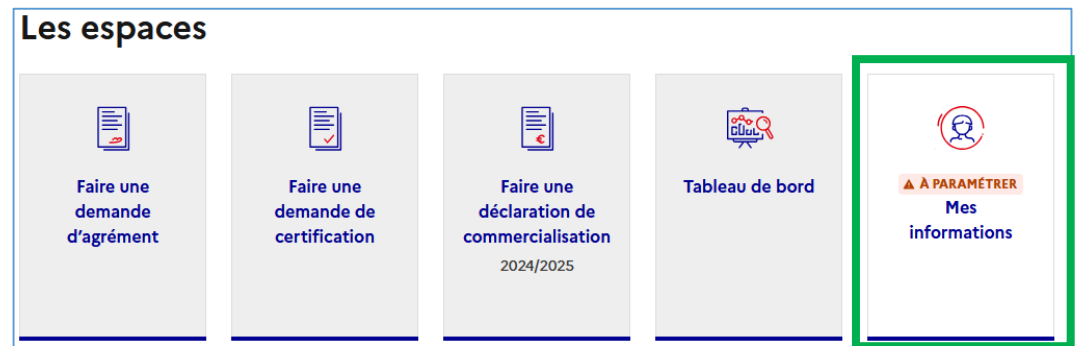 Les espaces
Faire une
demande
d’agrément
Faire une
demande de
certification
Faire une
déclaration de
commercialisation
2024/2025
Tableau de bord
À PARAMÉTRER
Mes
informations